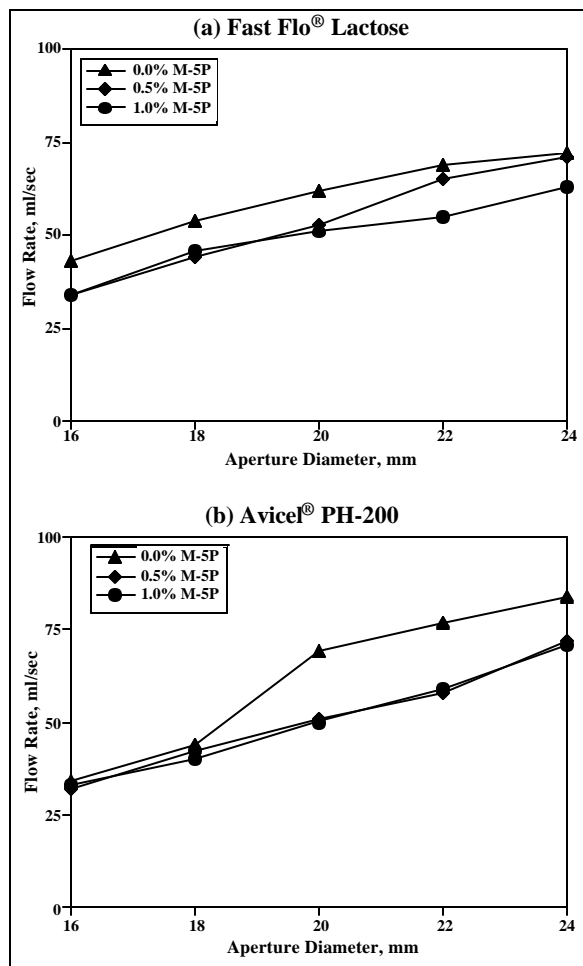 (a) Fast Flo® Lactose
100
75
50
25
0
Flow Rate, ml/sec
0.0% M-5P
0.5% M-5P
1.0% M-5P
16 18 20 22 24
Aperture Diameter, mm
(b) Avicel® PH-200
100
75
50
25
0
Flow Rate, ml/sec
0.0% M-5P
0.5% M-5P
1.0% M-5P
16 18 20 22 24
Aperture Diameter, mm